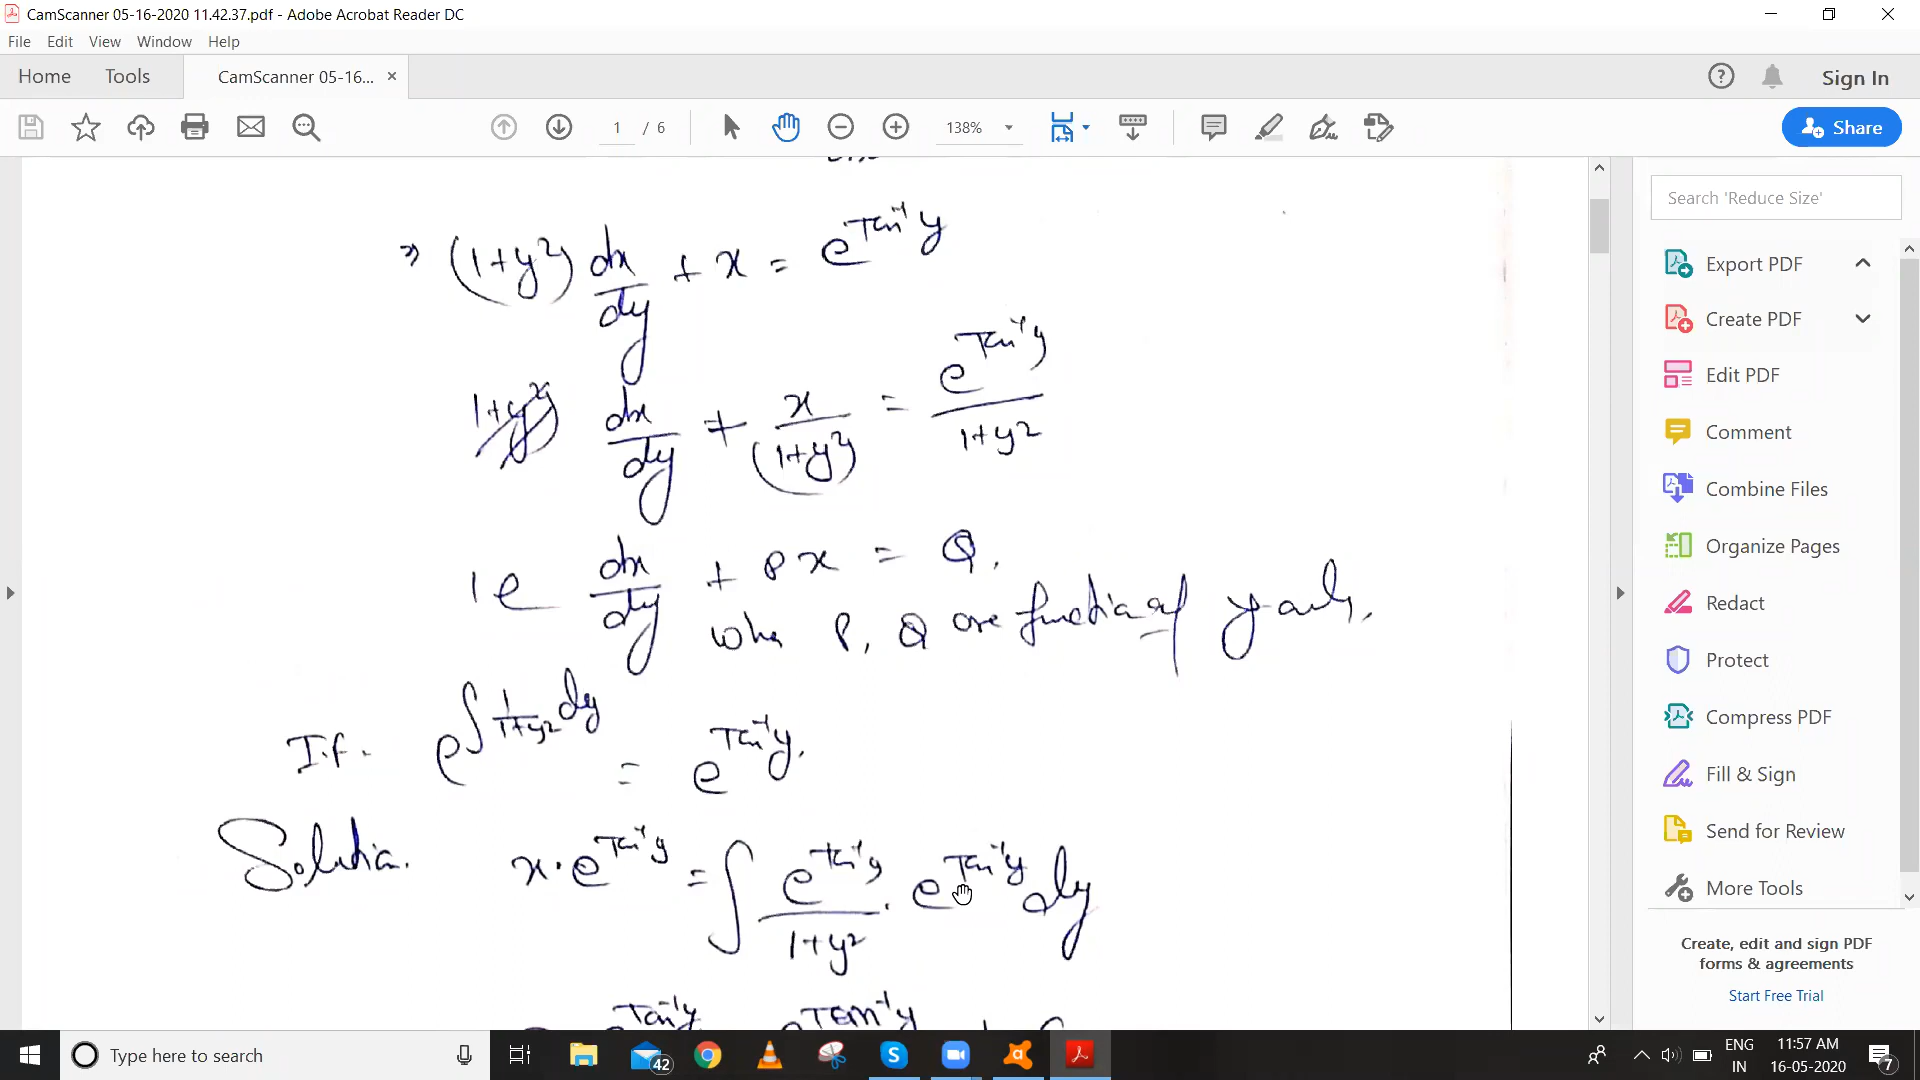 CamScanner 05-16-2020 11.42.37.pdf - Adobe Acrobat Reader DC
File Edit View Window Help
Home Tools CamScanner 05-16... × Sign In
1 / 6 138% Share
⇒ (1+y²) dx/dy + x = e^(Tan⁻¹y)
dx/dy + x/(1+y²) = e^(Tan⁻¹y)/(1+y²)
ie dx/dy + Px = Q.
Whe P, Q are function of y only.
I.f. e^(∫ 1/(1+y²) dy) = e^(Tan⁻¹y).
Solution. x·e^(Tan⁻¹y) = ∫ e^(tan⁻¹y)/(1+y²) · e^(Tan⁻¹y) dy
Search 'Reduce Size'
Export PDF
Create PDF
Edit PDF
Comment
Combine Files
Organize Pages
Redact
Protect
Compress PDF
Fill & Sign
Send for Review
More Tools
Create, edit and sign PDF
forms & agreements
Start Free Trial
Type here to search
42
ENG
IN
11:57 AM
16-05-2020
7